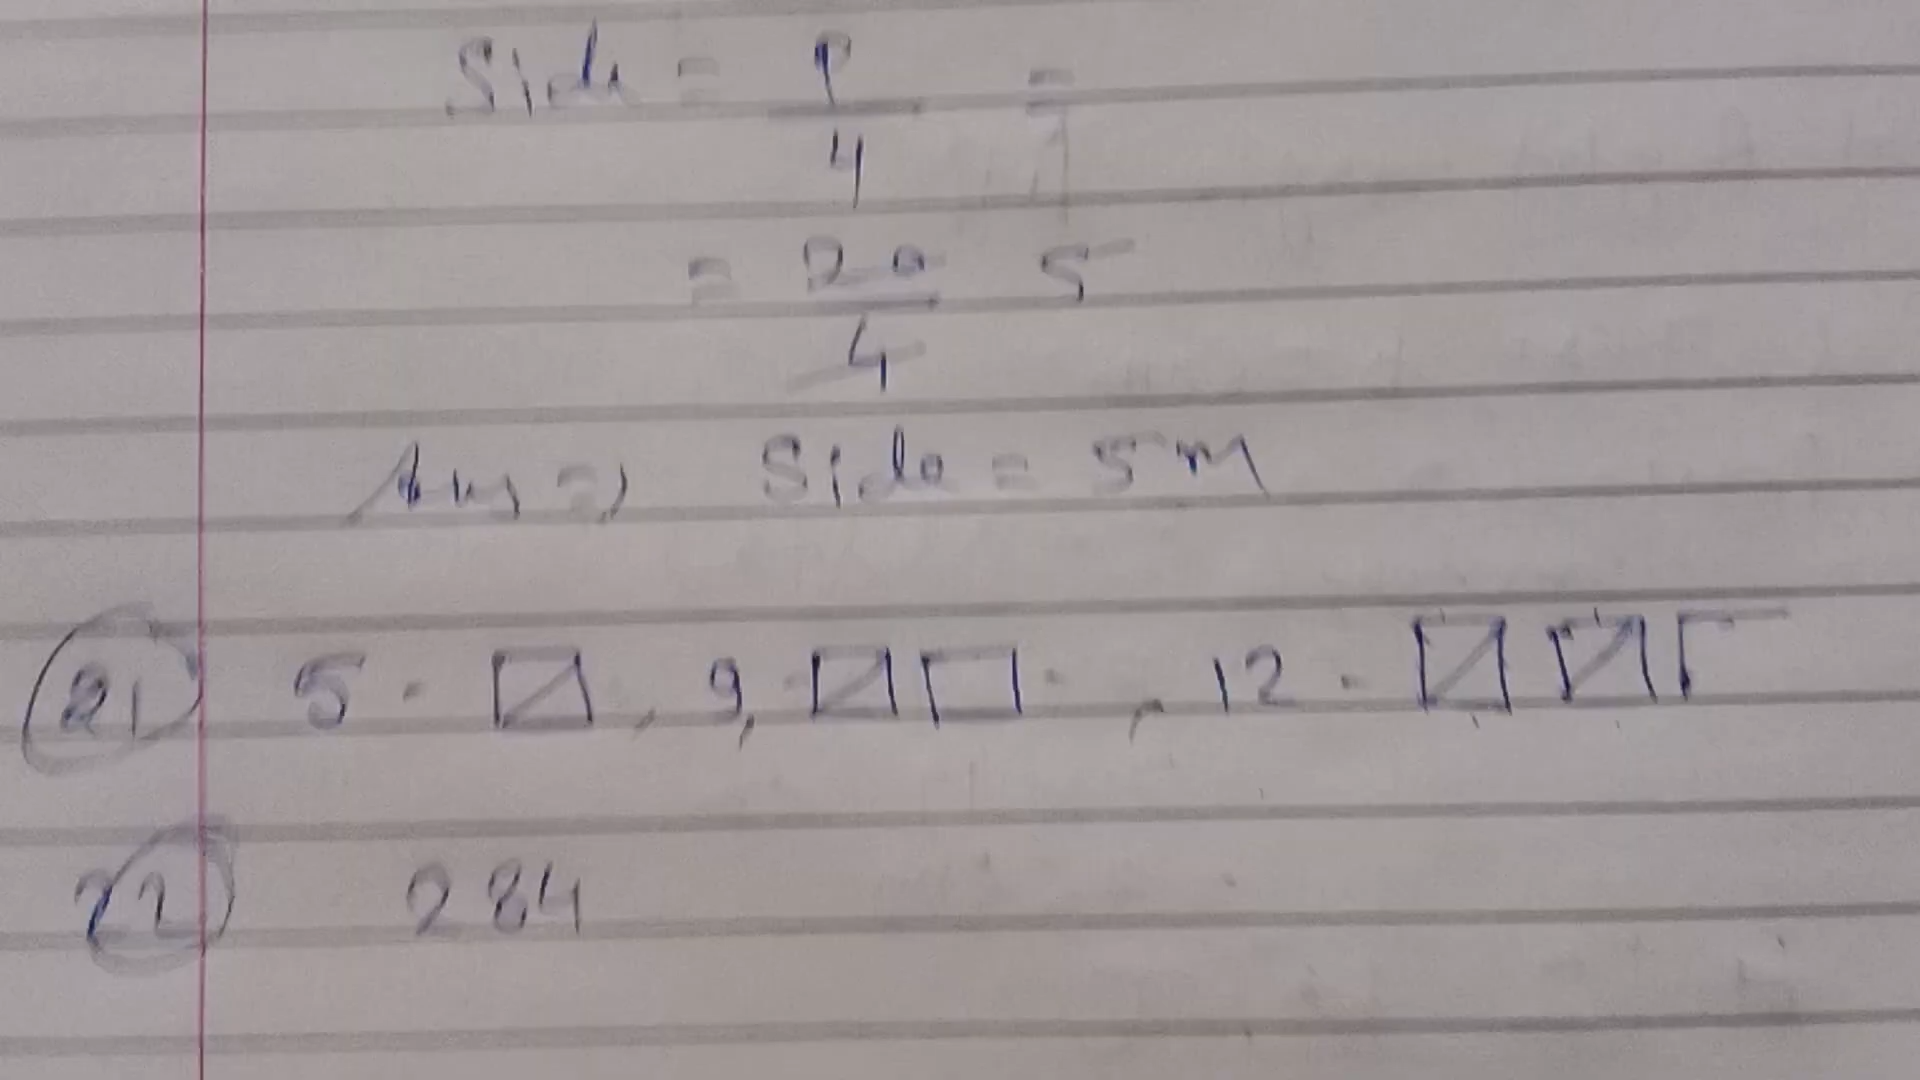 Side = P =
4
= 20 5
4
Ans => Side = 5m
21 5. , 9, . , 12.
22 284